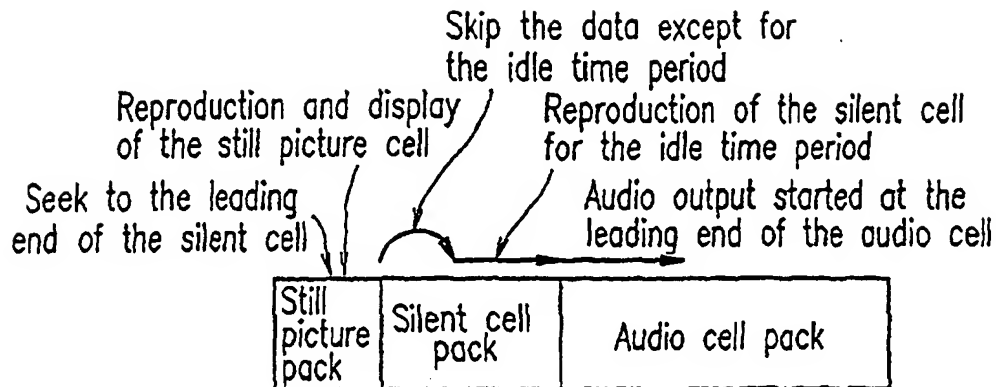 Skip the data except for
the idle time period
Reproduction and display
of the still picture cell
Reproduction of the silent cell
for the idle time period
Seek to the leading
end of the silent cell
Audio output started at the
leading end of the audio cell
Still
picture
pack
Silent cell
pack
Audio cell pack